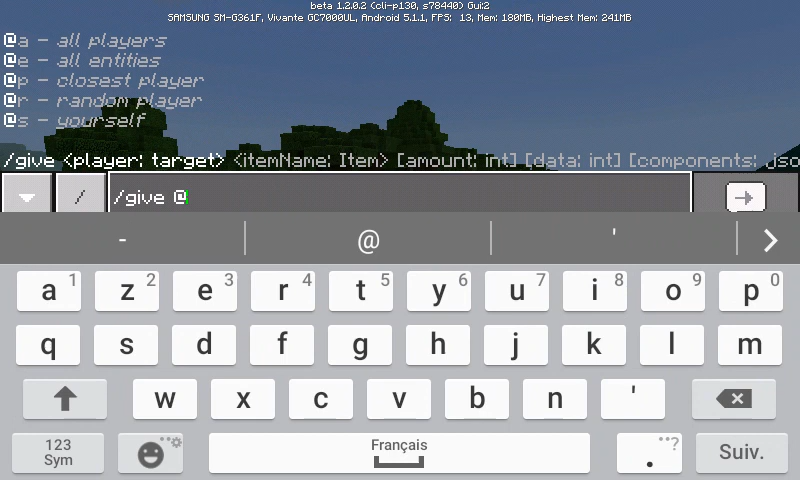 beta 1.2.0.2 (cli-p130, s78440) Gui:2
SAMSUNG SM-G361F, Vivante GC7000UL, Android 5.1.1, FPS: 13, Mem: 180MB, Highest Mem: 241MB
@a – all players
@e – all entities
@p – closest player
@r – random player
@s – yourself
/give <player: target> <itemName: Item> [amount: int] [data: int] [components: .jso
/ /give @
- @ '
a 1 z 2 e 3 r 4 t 5 y 6 u 7 i 8 o 9 p 0
q s d f g h j k l m
w x c v b n '
123 Sym Français . ? Suiv.